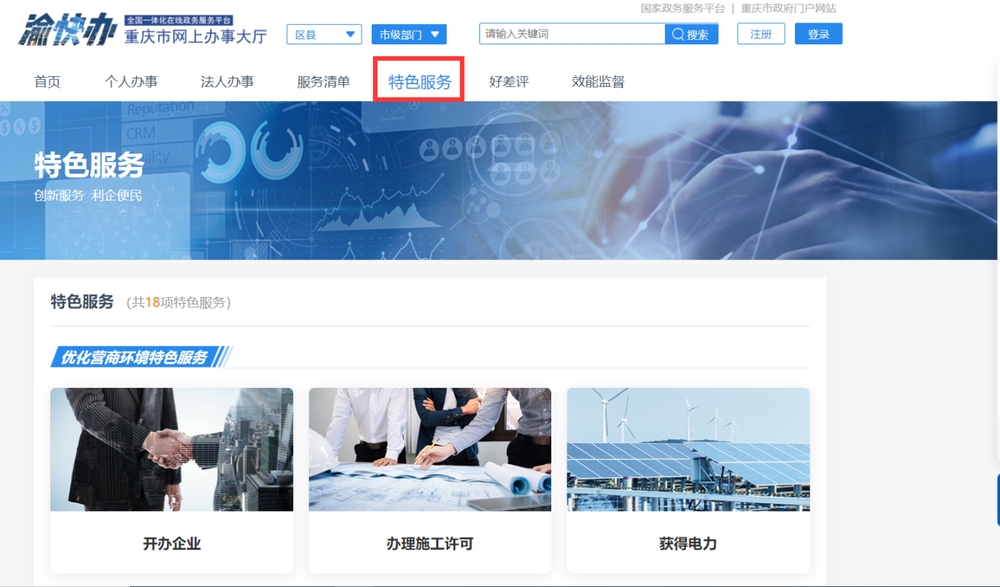 国家政务服务平台 | 重庆市政府门户网站
渝快办 全国一体化在线政务服务平台
重庆市网上办事大厅
区县 市级部门 请输入关键词 搜索 注册 登录
首页 个人办事 法人办事 服务清单 特色服务 好差评 效能监督
Reputation
CRM
特色服务
创新服务 利企便民
特色服务 (共18项特色服务)
优化营商环境特色服务
开办企业 办理施工许可 获得电力